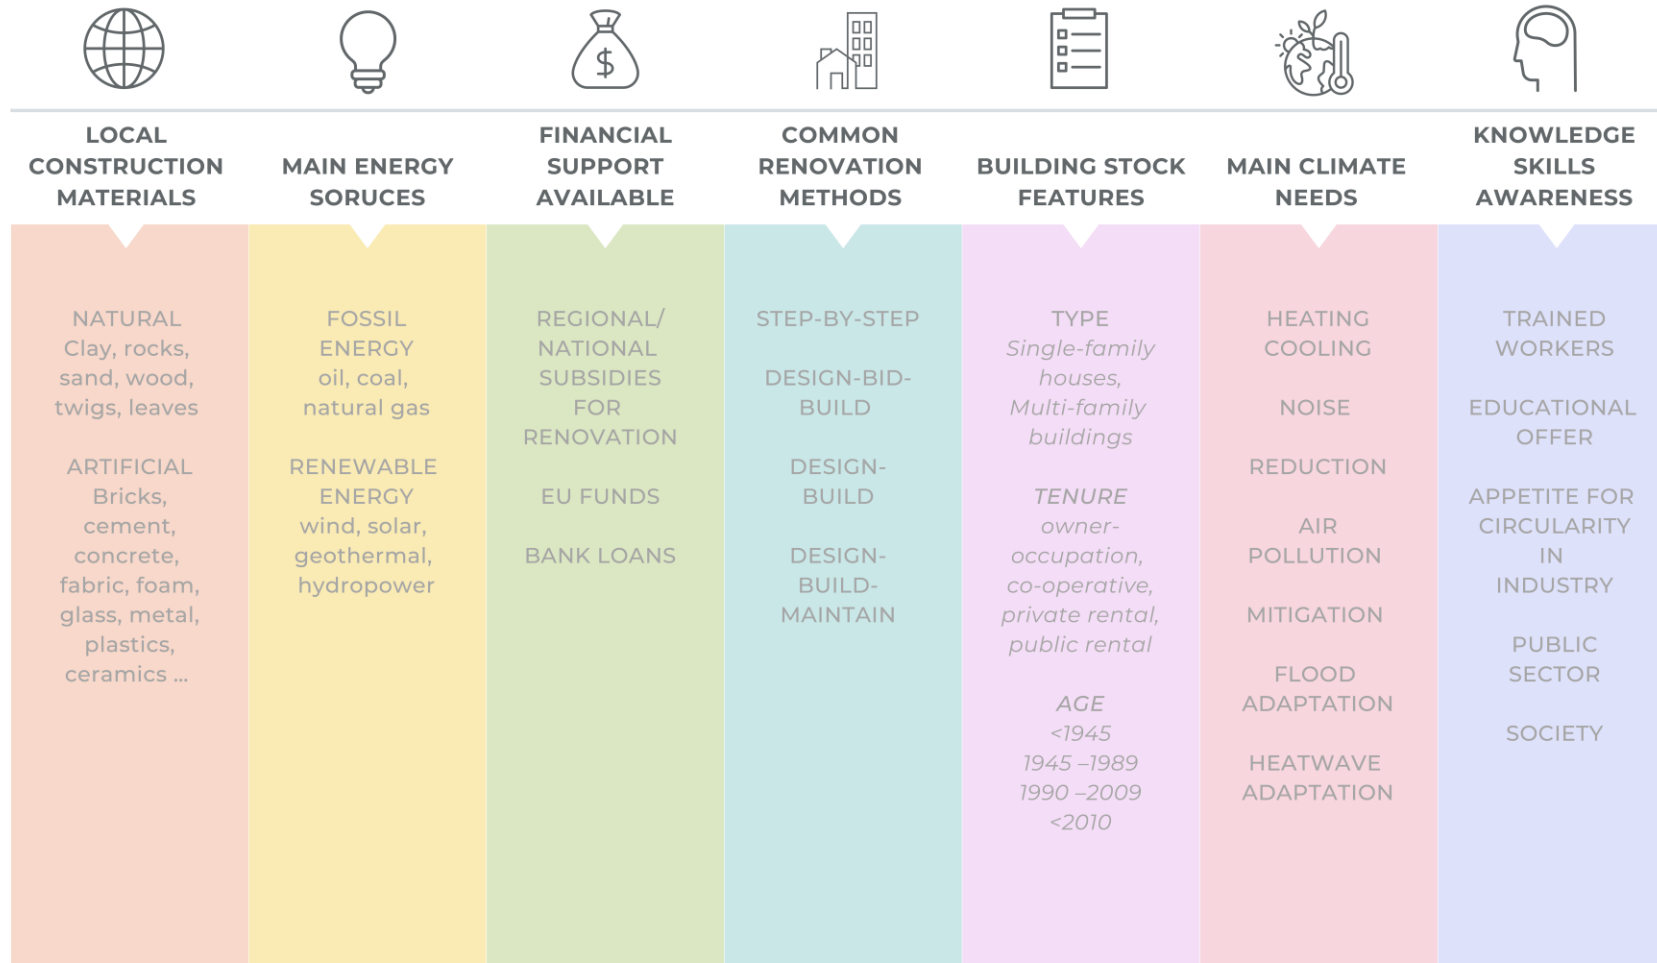 $
LOCAL
CONSTRUCTION
MATERIALS
MAIN ENERGY
SORUCES
FINANCIAL
SUPPORT
AVAILABLE
COMMON
RENOVATION
METHODS
BUILDING STOCK
FEATURES
MAIN CLIMATE
NEEDS
KNOWLEDGE
SKILLS
AWARENESS
NATURAL
Clay, rocks,
sand, wood,
twigs, leaves
ARTIFICIAL
Bricks,
cement,
concrete,
fabric, foam,
glass, metal,
plastics,
ceramics ...
FOSSIL
ENERGY
oil, coal,
natural gas
RENEWABLE
ENERGY
wind, solar,
geothermal,
hydropower
REGIONAL/
NATIONAL
SUBSIDIES
FOR
RENOVATION
EU FUNDS
BANK LOANS
STEP-BY-STEP
DESIGN-BID-
BUILD
DESIGN-
BUILD
DESIGN-
BUILD-
MAINTAIN
TYPE
Single-family
houses,
Multi-family
buildings
TENURE
owner-
occupation,
co-operative,
private rental,
public rental
AGE
<1945
1945 –1989
1990 –2009
<2010
HEATING
COOLING
NOISE
REDUCTION
AIR
POLLUTION
MITIGATION
FLOOD
ADAPTATION
HEATWAVE
ADAPTATION
TRAINED
WORKERS
EDUCATIONAL
OFFER
APPETITE FOR
CIRCULARITY
IN
INDUSTRY
PUBLIC
SECTOR
SOCIETY